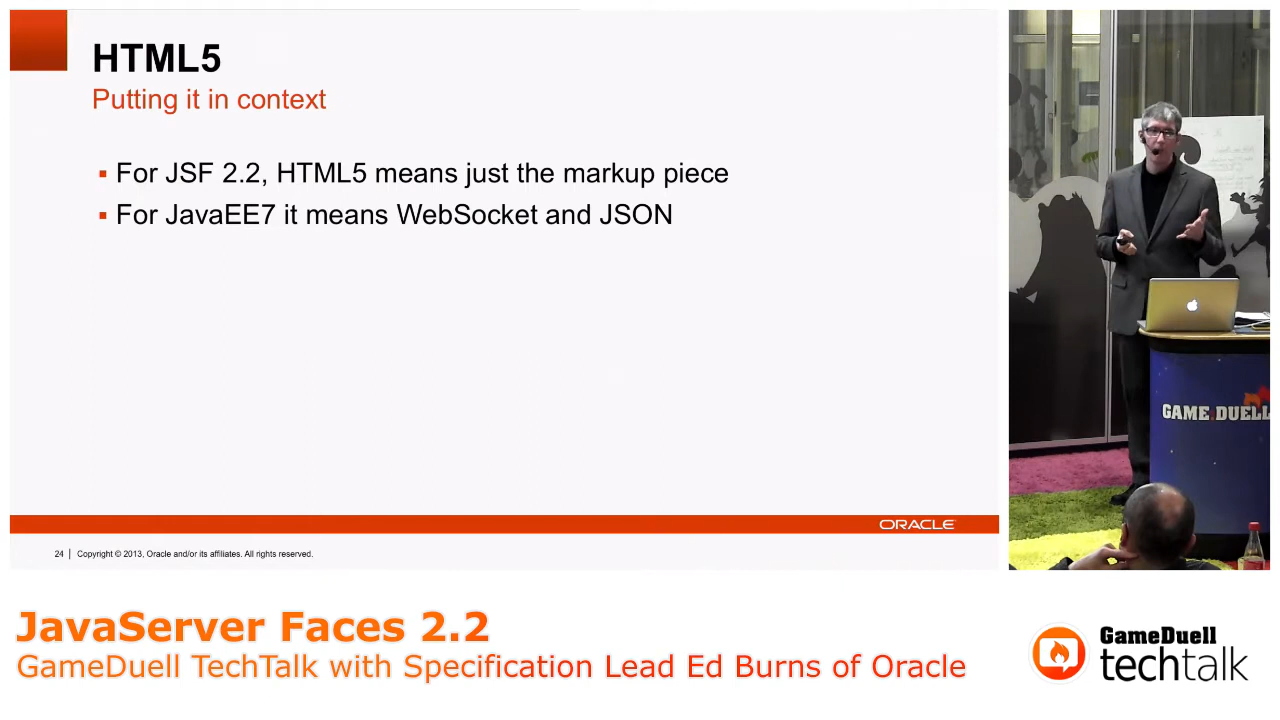 HTML5
Putting it in context
For JSF 2.2, HTML5 means just the markup piece
For JavaEE7 it means WebSocket and JSON
ORACLE
24 | Copyright © 2013, Oracle and/or its affiliates. All rights reserved.
GAME DUELL
JavaServer Faces 2.2
GameDuell TechTalk with Specification Lead Ed Burns of Oracle
GameDuell
techtalk